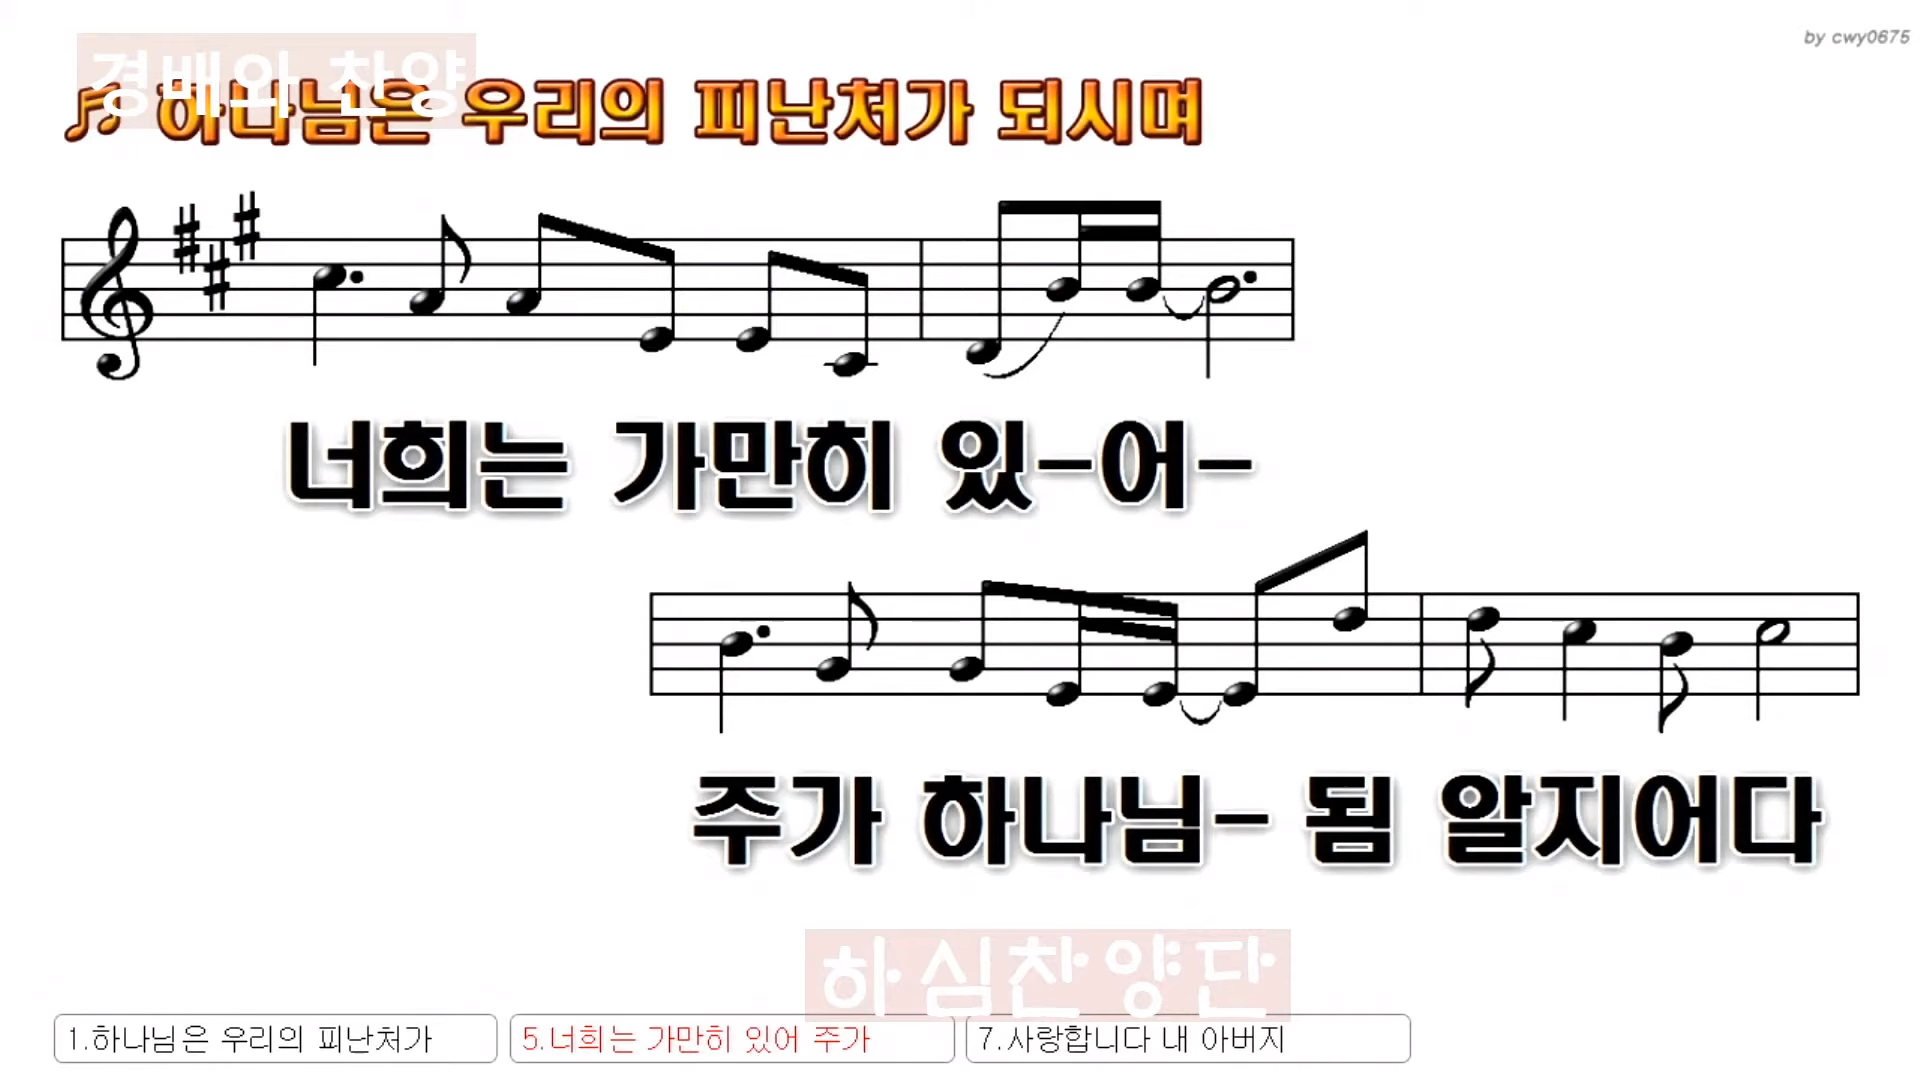 by cwy0675
경배와 찬양
하나님은 우리의 피난처가 되시며
너희는 가만히 있-어-
주가 하나님- 됨 알지어다
하심찬양단
1.하나님은 우리의 피난처가
5.너희는 가만히 있어 주가
7.사랑합니다 내 아버지